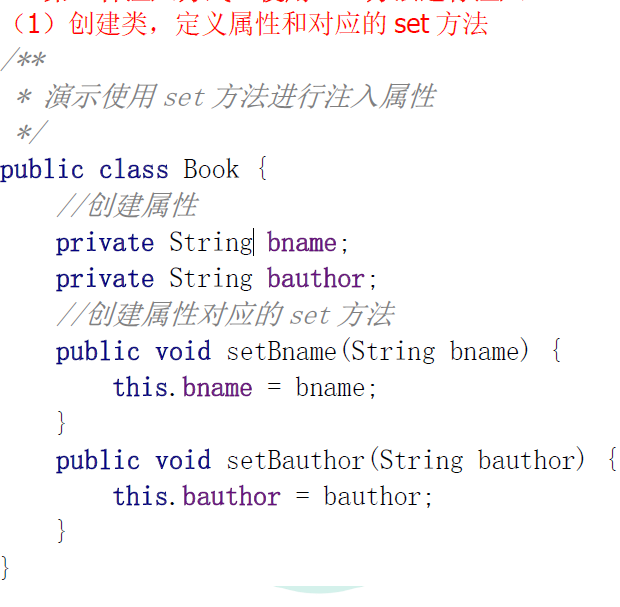 （1）创建类，定义属性和对应的 set 方法
/**
 * 演示使用 set 方法进行注入属性
 */
public class Book {
    //创建属性
    private String bname;
    private String bauthor;
    //创建属性对应的 set 方法
    public void setBname(String bname) {
        this.bname = bname;
    }
    public void setBauthor(String bauthor) {
        this.bauthor = bauthor;
    }
}